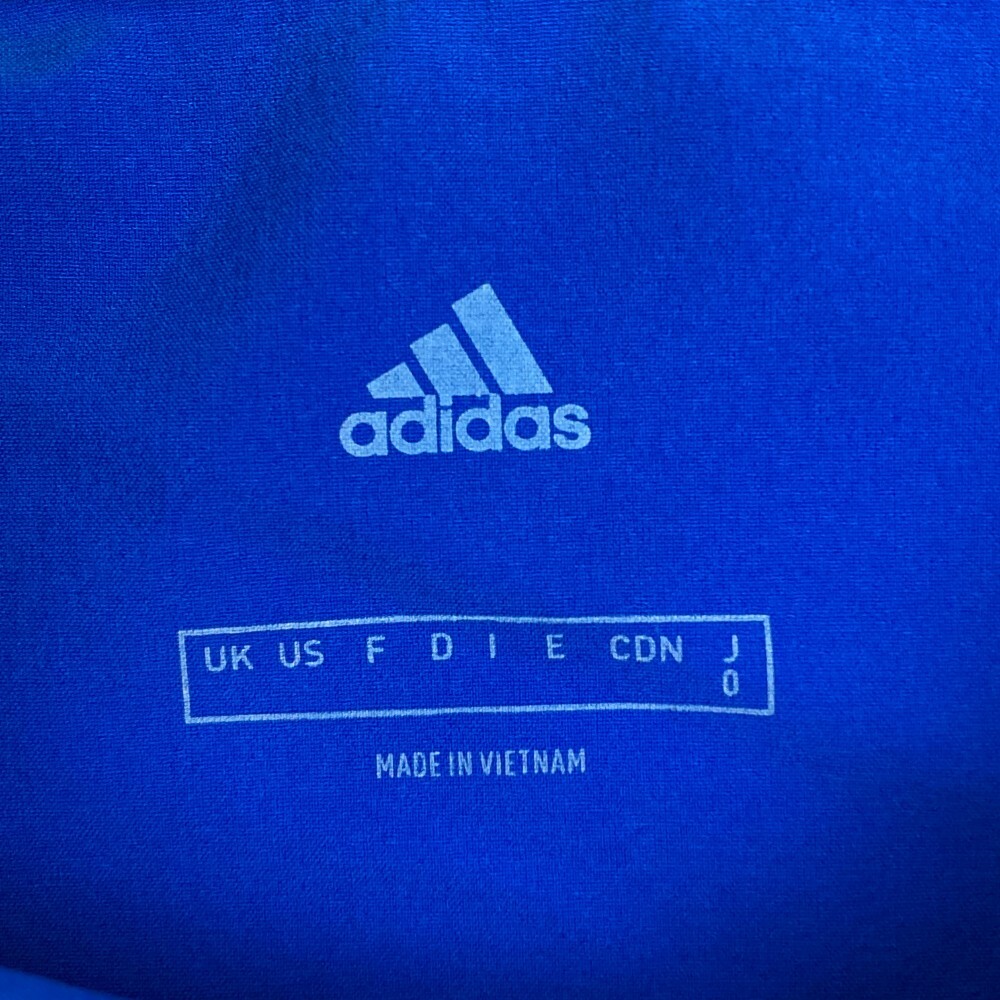 adidas
UK US F D I E CDN J
O
MADE IN VIETNAM